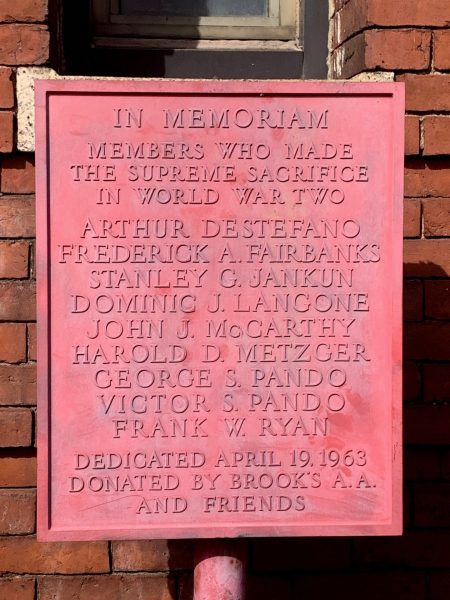 IN MEMORIAM
MEMBERS WHO MADE
THE SUPREME SACRIFICE
IN WORLD WAR TWO
ARTHUR DESTEFANO
FREDERICK A. FAIRBANKS
STANLEY G. JANKUN
DOMINIC J. LANGONE
JOHN J. McCARTHY
HAROLD D. METZGER
GEORGE S. PANDO
VICTOR S. PANDO
FRANK W. RYAN
DEDICATED APRIL 19, 1963
DONATED BY BROOK'S A.A.
AND FRIENDS